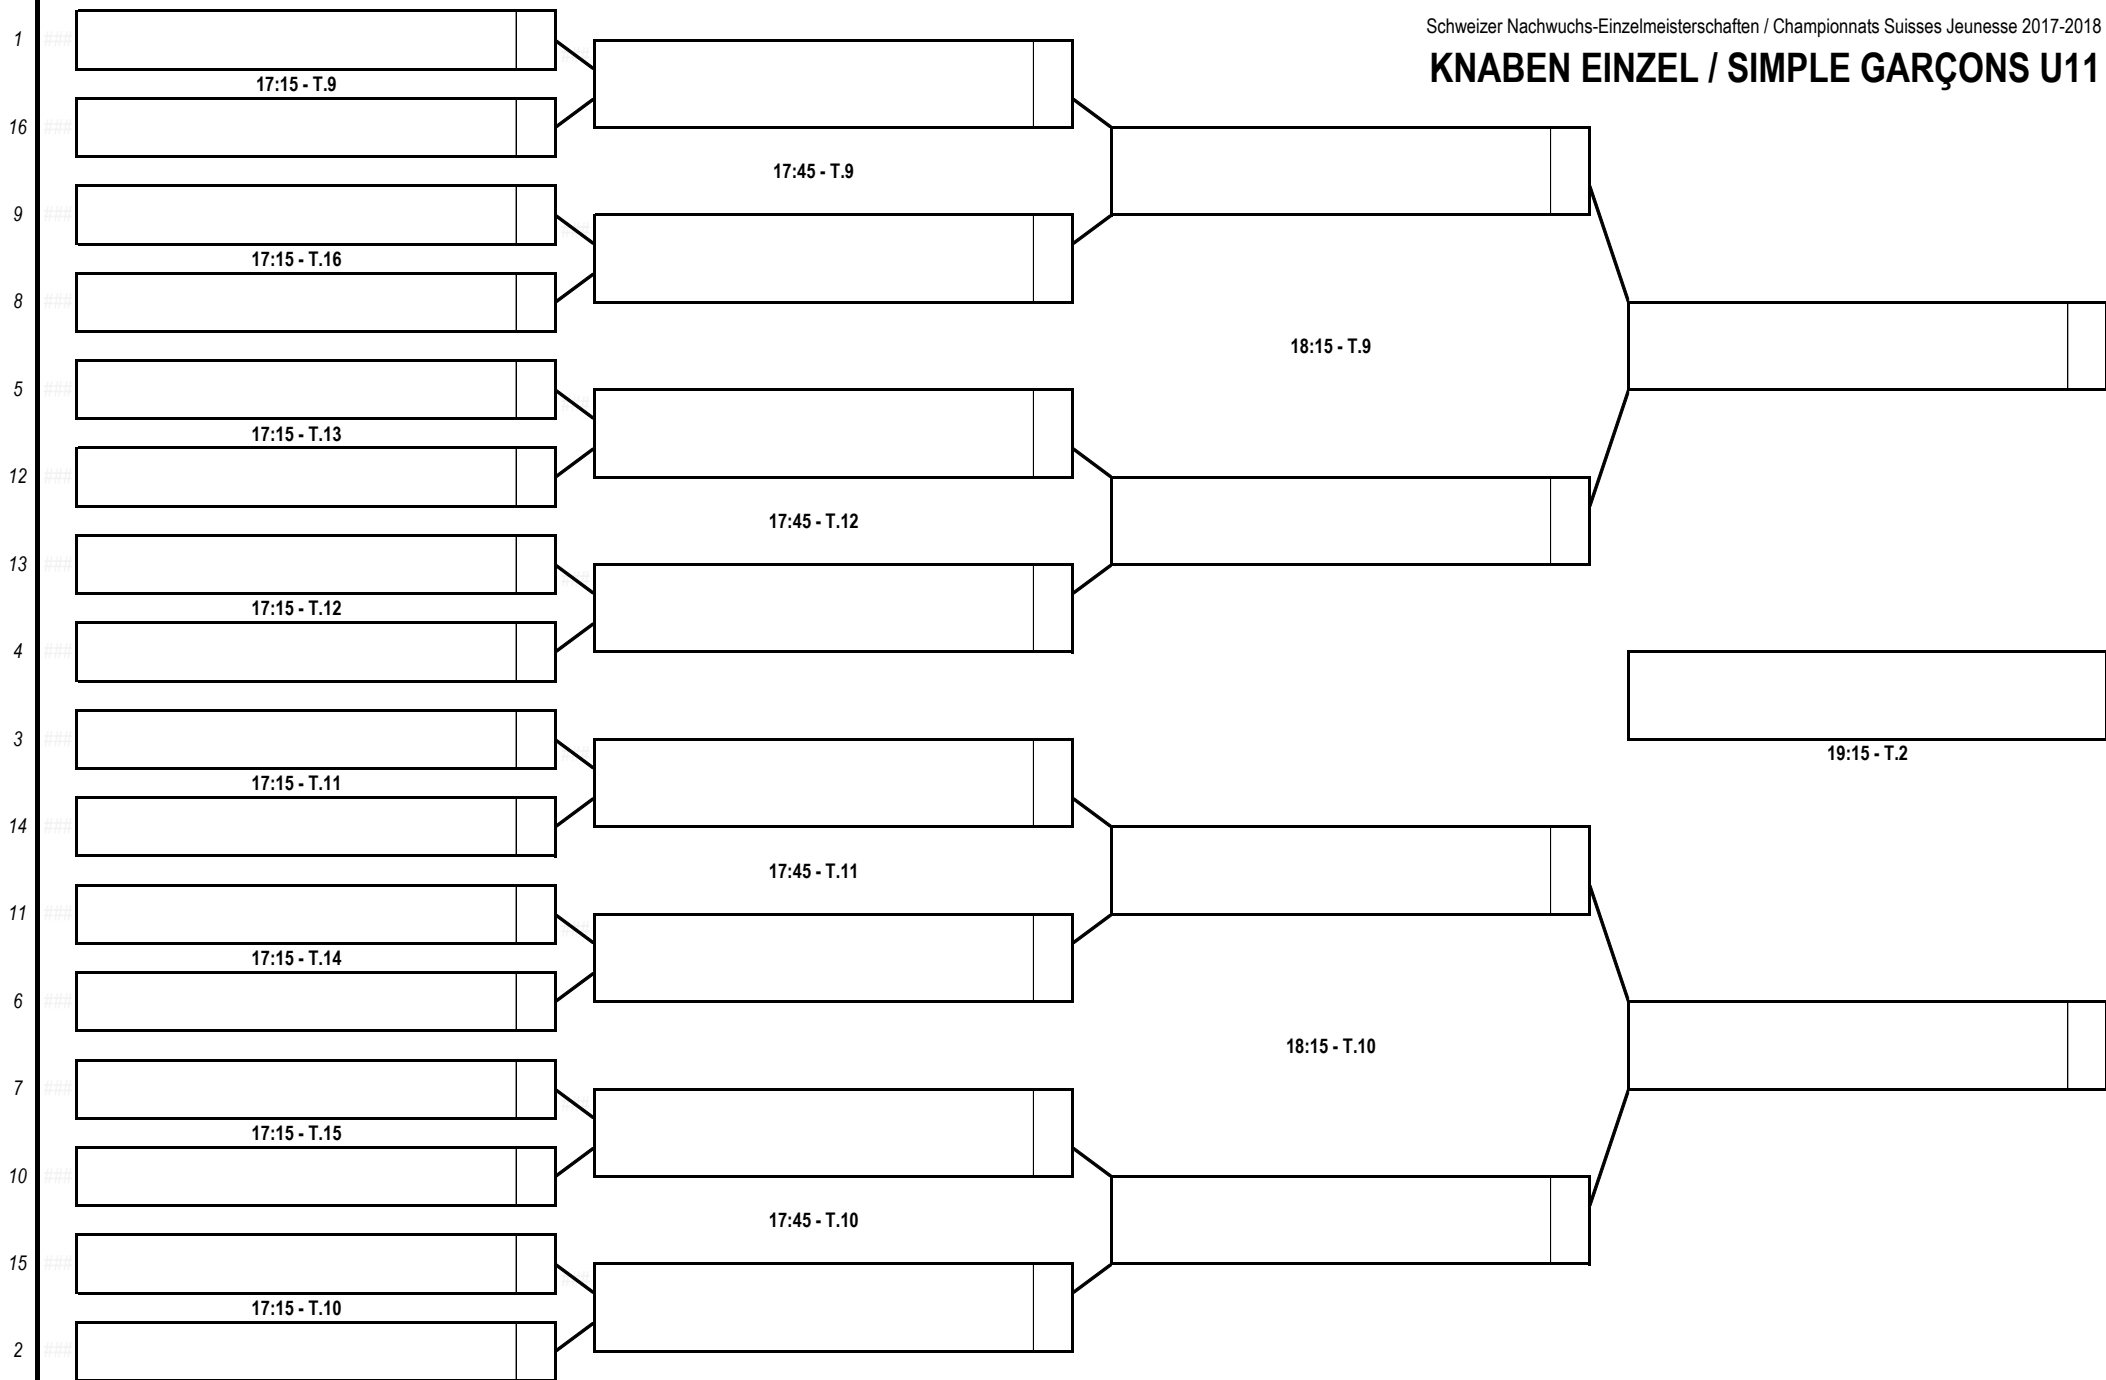 Schweizer Nachwuchs-Einzelmeisterschaften / Championnats Suisses Jeunesse 2017-2018
KNABEN EINZEL / SIMPLE GARÇONS U11
1 ###
17:15 - T.9
16 ###
17:45 - T.9
9 ###
17:15 - T.16
8 ###
18:15 - T.9
5 ###
17:15 - T.13
12 ###
17:45 - T.12
13 ###
17:15 - T.12
4 ###
3 ###
19:15 - T.2
17:15 - T.11
14 ###
17:45 - T.11
11 ###
17:15 - T.14
6 ###
18:15 - T.10
7 ###
17:15 - T.15
10 ###
17:45 - T.10
15 ###
17:15 - T.10
2 ###